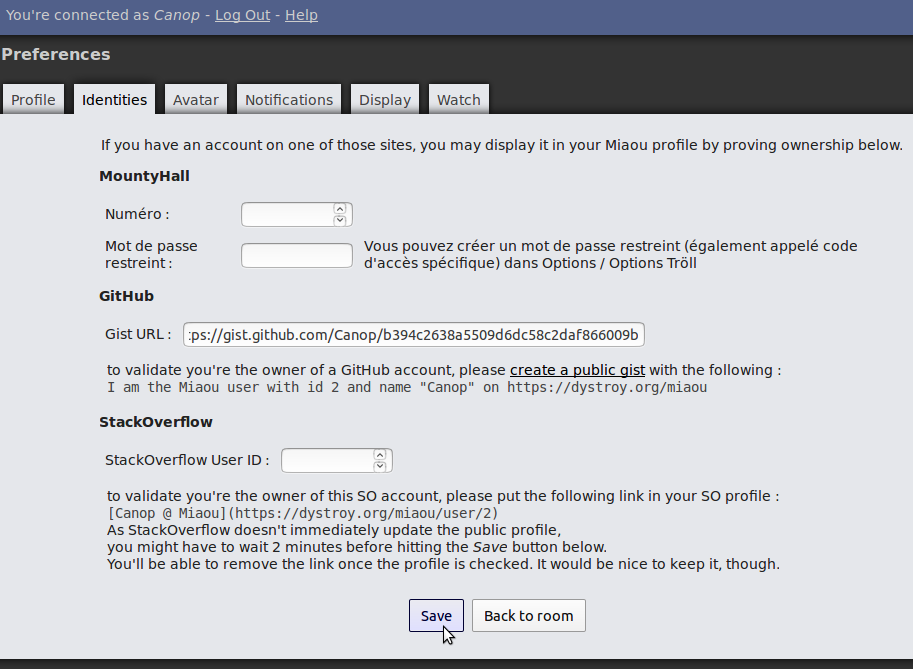 You're connected as Canop - Log Out - Help
Preferences
Profile
Identities
Avatar
Notifications
Display
Watch
If you have an account on one of those sites, you may display it in your Miaou profile by proving ownership below.
MountyHall
Numéro :
Mot de passe
restreint :
Vous pouvez créer un mot de passe restreint (également appelé code
d'accès spécifique) dans Options / Options Tröll
GitHub
Gist URL : :ps://gist.github.com/Canop/b394c2638a5509d6dc58c2daf866009b
to validate you're the owner of a GitHub account, please create a public gist with the following :
I am the Miaou user with id 2 and name "Canop" on https://dystroy.org/miaou
StackOverflow
StackOverflow User ID :
to validate you're the owner of this SO account, please put the following link in your SO profile :
[Canop @ Miaou](https://dystroy.org/miaou/user/2)
As StackOverflow doesn't immediately update the public profile,
you might have to wait 2 minutes before hitting the Save button below.
You'll be able to remove the link once the profile is checked. It would be nice to keep it, though.
Save
Back to room